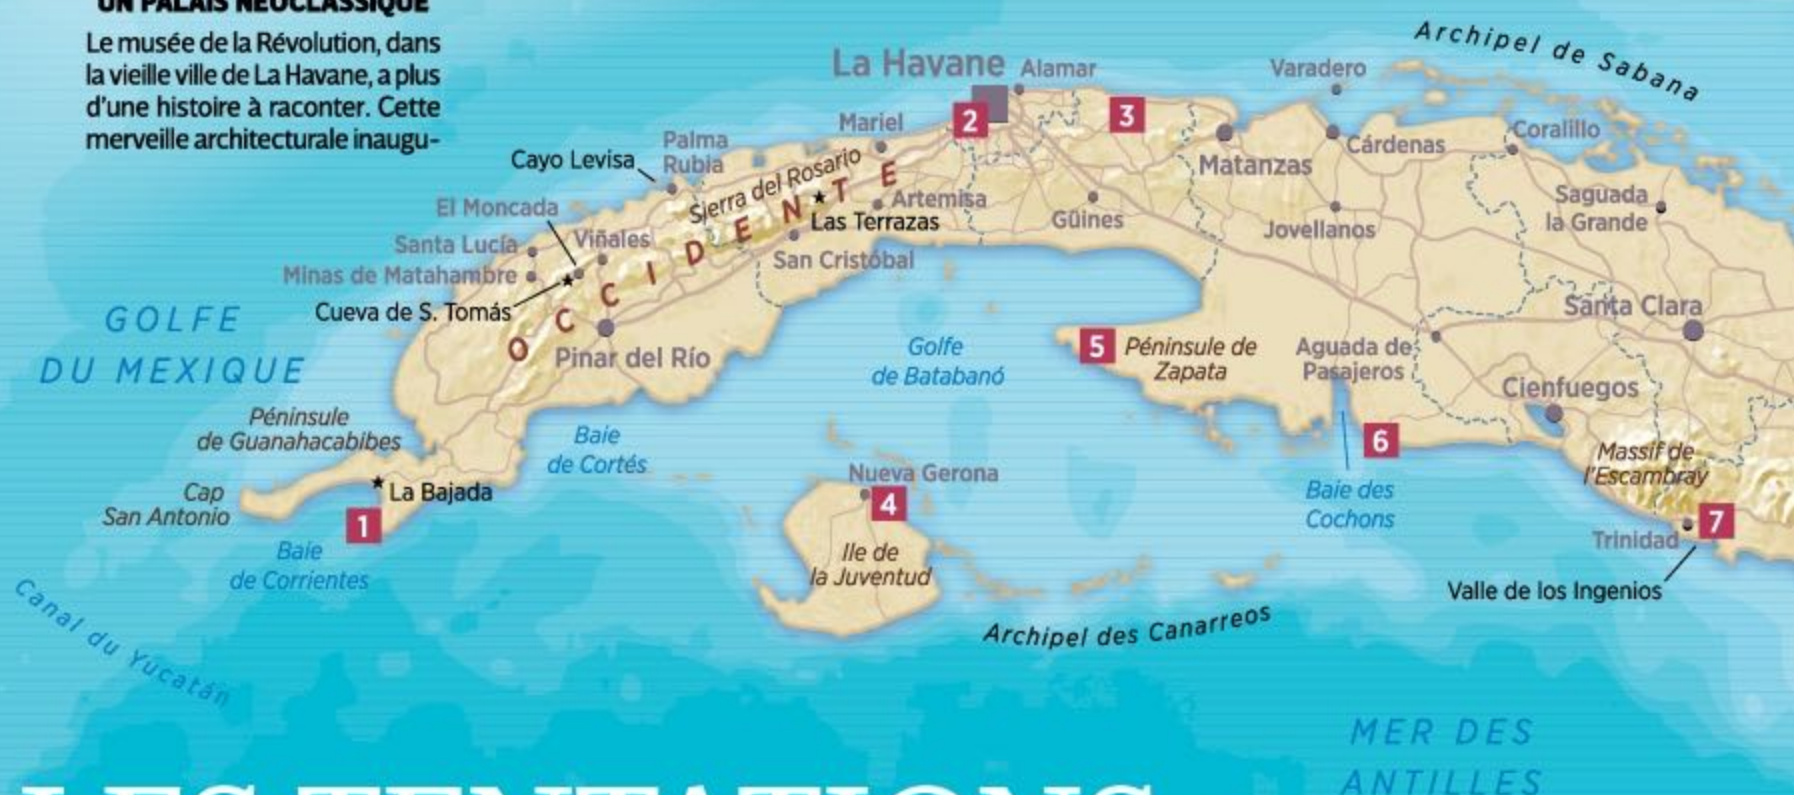 UN PALAIS NÉOCLASSIQUE
Le musée de la Révolution, dans
la vieille ville de La Havane, a plus
d'une histoire à raconter. Cette
merveille architecturale inaugu-
Archipel de Sabana
La Havane
Alamar
Varadero
2
3
Mariel
Palma
Rubia
Cayo Levisa
Cárdenas
Coralillo
Matanzas
Sierra del Rosario
OCCIDENTE
Artemisa
Las Terrazas
Güines
Saguada
la Grande
Jovellanos
El Moncada
Viñales
Santa Lucía
Minas de Matahambre
San Cristóbal
Cueva de S. Tomás
Santa Clara
GOLFE
DU MEXIQUE
Pinar del Río
Golfe
de Batabanó
5
Péninsule de
Zapata
Aguada de
Pasajeros
Cienfuegos
Péninsule
de Guanahacabibes
Baie
de Cortés
6
Massif de
l'Escambray
Nueva Gerona
4
Cap
San Antonio
La Bajada
1
Baie des
Cochons
7
Trinidad
Baie
de Corrientes
Ile de
la Juventud
Valle de los Ingenios
Canal du Yucatán
Archipel des Canarreos
MER DES
ANTILLES
LES TENTATIONS